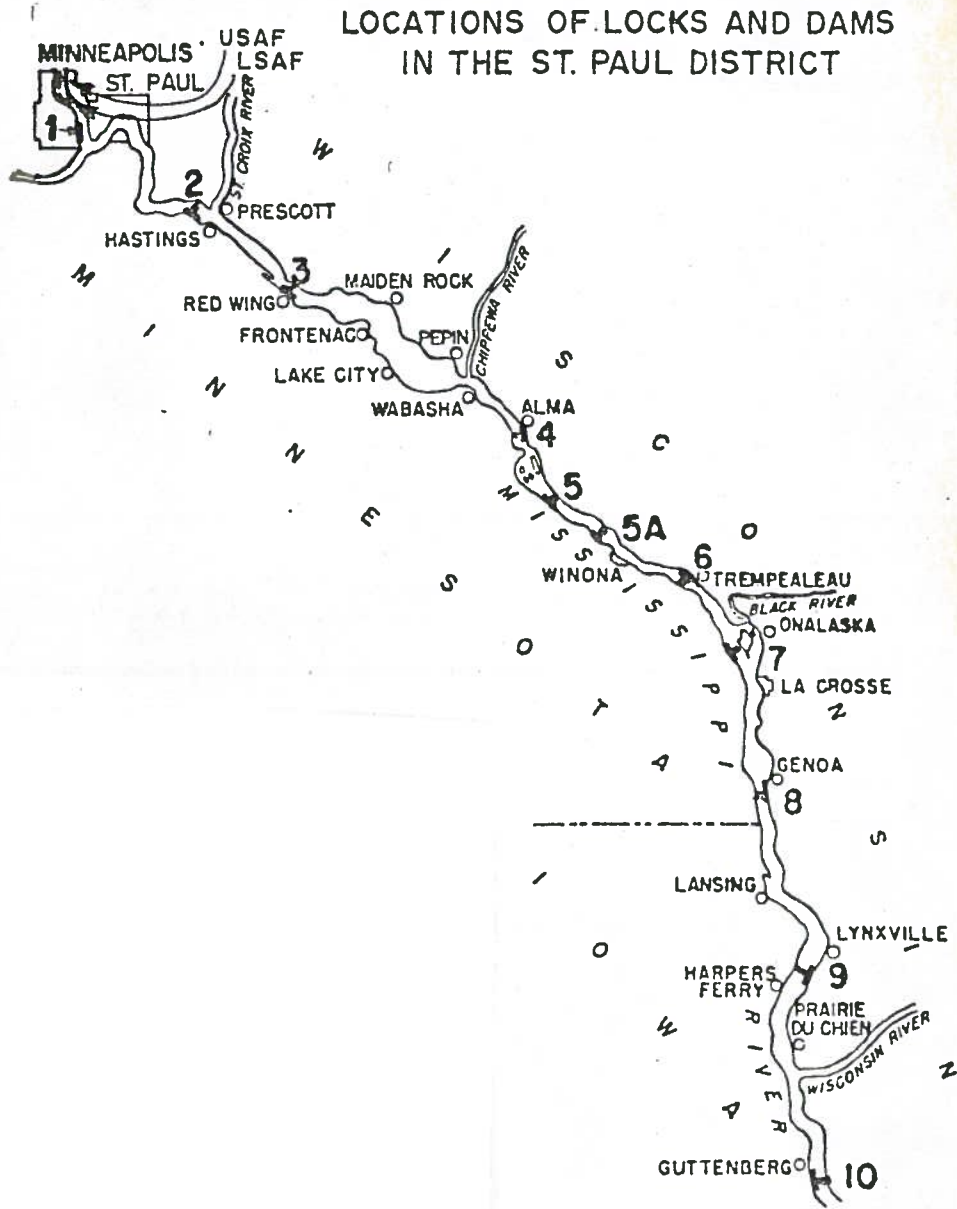 LOCATIONS OF LOCKS AND DAMS
IN THE ST. PAUL DISTRICT
USAF
LSAF
MINNEAPOLIS
ST. PAUL
1
ST. CROIX RIVER
2
PRESCOTT
HASTINGS
3
MAIDEN ROCK
RED WING
CHIPPEWA RIVER
FRONTENAC
PEPIN
LAKE CITY
WABASHA
ALMA
4
5
5A
WINONA
6
TREMPEALEAU
BLACK RIVER
ONALASKA
7
LA CROSSE
GENOA
8
LANSING
LYNXVILLE
9
HARPERS
FERRY
PRAIRIE
DU CHIEN
WISCONSIN RIVER
GUTTENBERG
10
MINNESOTA
WISCONSIN
IOWA
MISSISSIPPI
RIVER